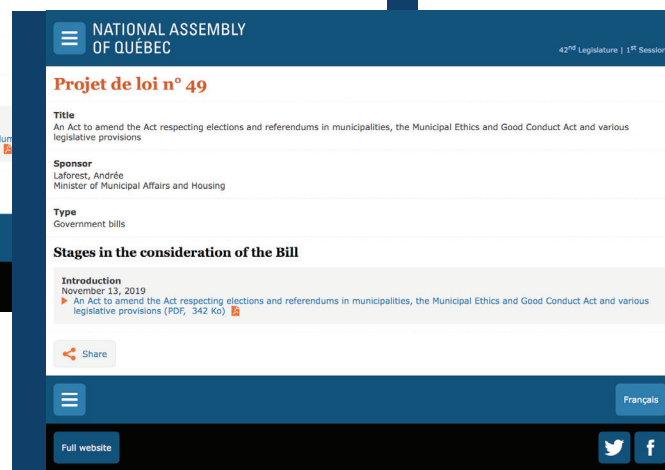 NATIONAL ASSEMBLY
OF QUÉBEC
42nd Legislature | 1st Session
Projet de loi n° 49
Title
An Act to amend the Act respecting elections and referendums in municipalities, the Municipal Ethics and Good Conduct Act and various
legislative provisions
Sponsor
Laforest, Andrée
Minister of Municipal Affairs and Housing
Type
Government bills
Stages in the consideration of the Bill
Introduction
November 13, 2019
An Act to amend the Act respecting elections and referendums in municipalities, the Municipal Ethics and Good Conduct Act and various
legislative provisions (PDF, 342 Ko)
Share
Français
Full website